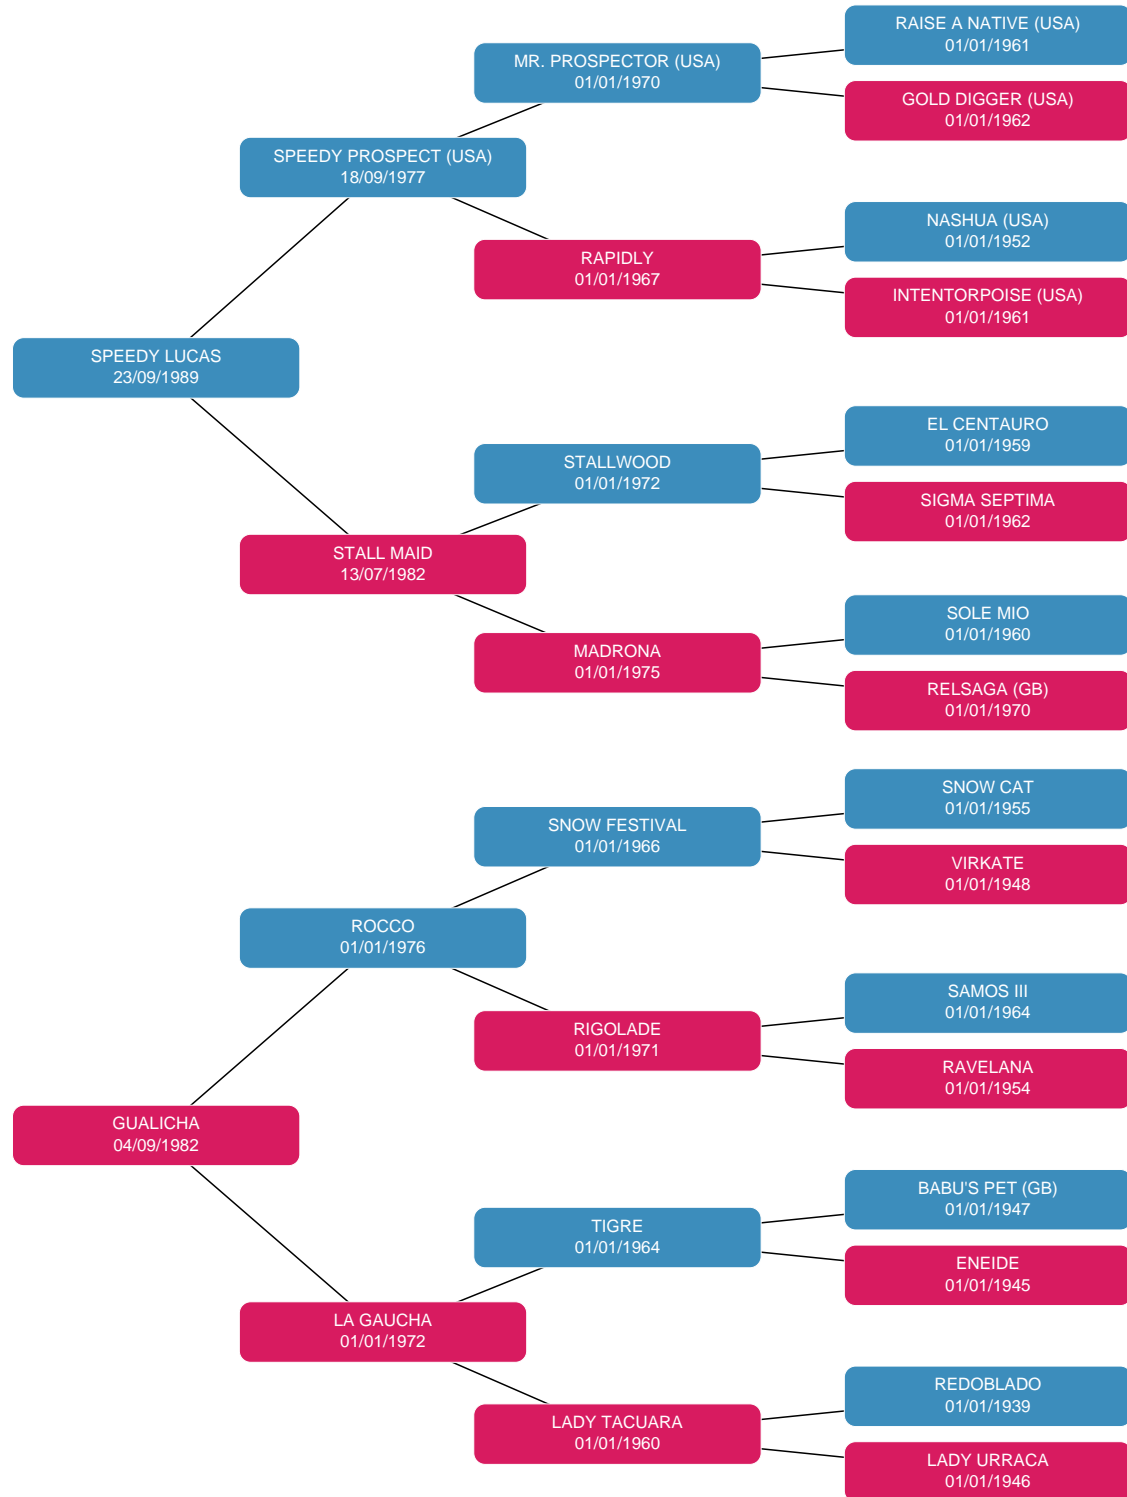 RAISE A NATIVE (USA)
01/01/1961
MR. PROSPECTOR (USA)
01/01/1970
GOLD DIGGER (USA)
01/01/1962
SPEEDY PROSPECT (USA)
18/09/1977
NASHUA (USA)
01/01/1952
RAPIDLY
01/01/1967
INTENTORPOISE (USA)
01/01/1961
SPEEDY LUCAS
23/09/1989
EL CENTAURO
01/01/1959
STALLWOOD
01/01/1972
SIGMA SEPTIMA
01/01/1962
STALL MAID
13/07/1982
SOLE MIO
01/01/1960
MADRONA
01/01/1975
RELSAGA (GB)
01/01/1970
SNOW CAT
01/01/1955
SNOW FESTIVAL
01/01/1966
VIRKATE
01/01/1948
ROCCO
01/01/1976
SAMOS III
01/01/1964
RIGOLADE
01/01/1971
RAVELANA
01/01/1954
GUALICHA
04/09/1982
BABU'S PET (GB)
01/01/1947
TIGRE
01/01/1964
ENEIDE
01/01/1945
LA GAUCHA
01/01/1972
REDOBLADO
01/01/1939
LADY TACUARA
01/01/1960
LADY URRACA
01/01/1946